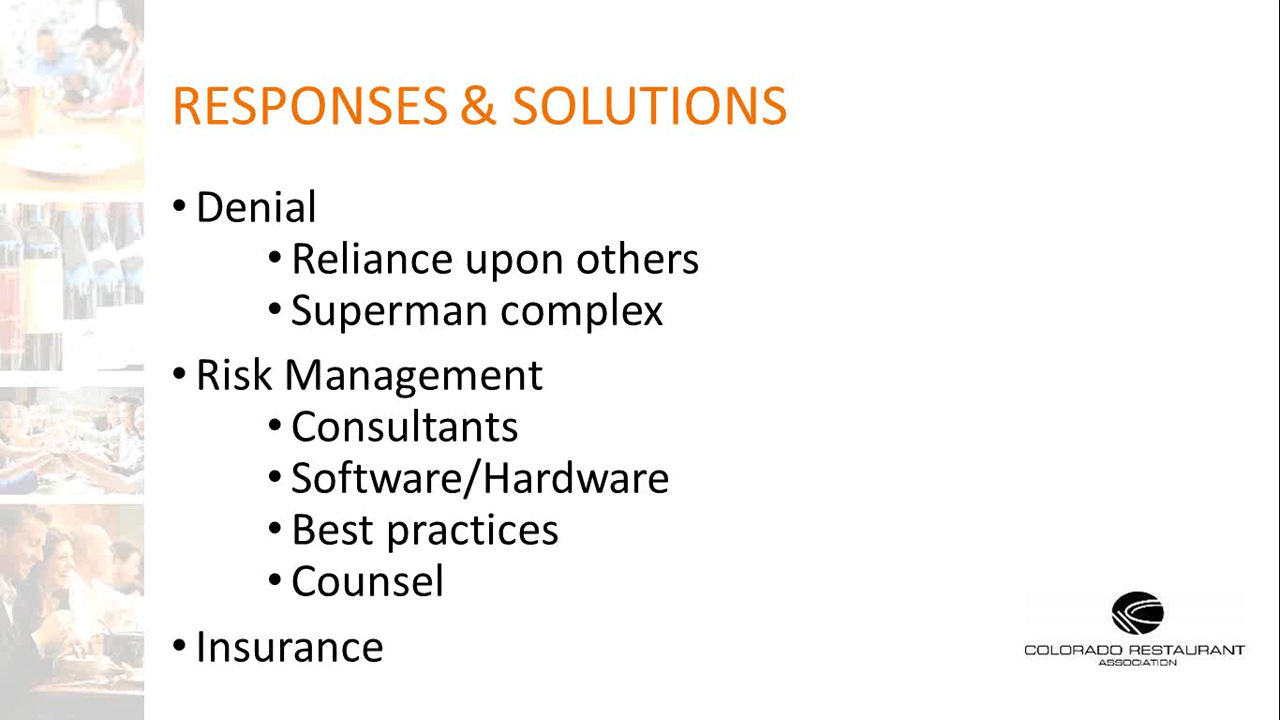 RESPONSES & SOLUTIONS
• Denial
• Reliance upon others
• Superman complex
• Risk Management
• Consultants
• Software/Hardware
• Best practices
• Counsel
• Insurance
COLORADO RESTAURANT
ASSOCIATION